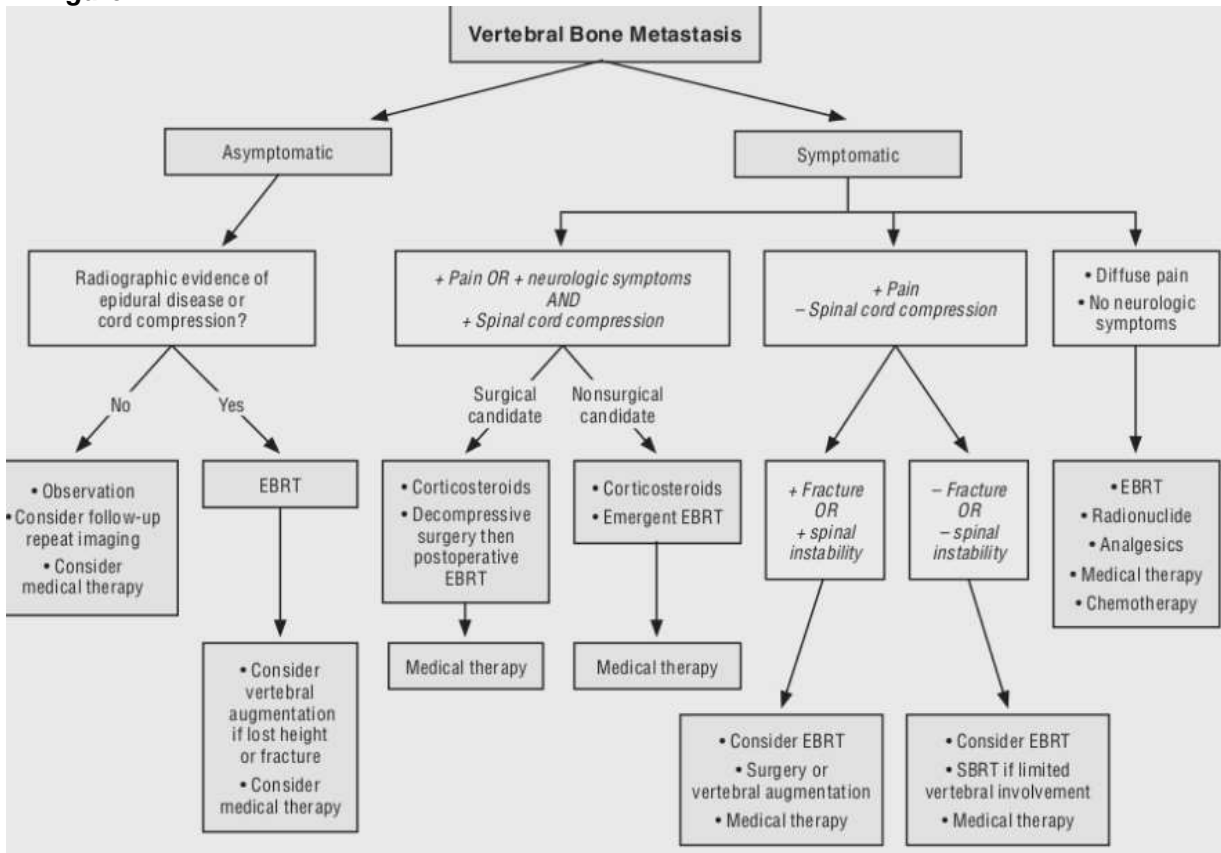 Vertebral Bone Metastasis
Asymptomatic
Symptomatic
Radiographic evidence of
epidural disease or
cord compression?
+ Pain OR + neurologic symptoms
AND
+ Spinal cord compression
+ Pain
– Spinal cord compression
• Diffuse pain
• No neurologic
symptoms
No
Yes
Surgical
candidate
Nonsurgical
candidate
• Observation
• Consider follow-up
repeat imaging
• Consider
medical therapy
EBRT
• Corticosteroids
• Decompressive
surgery then
postoperative
EBRT
• Corticosteroids
• Emergent EBRT
+ Fracture
OR
+ spinal
instability
– Fracture
OR
– spinal
instability
• EBRT
• Radionuclide
• Analgesics
• Medical therapy
• Chemotherapy
• Consider
vertebral
augmentation
if lost height
or fracture
• Consider
medical therapy
Medical therapy
Medical therapy
• Consider EBRT
• Surgery or
vertebral augmentation
• Medical therapy
• Consider EBRT
• SBRT if limited
vertebral involvement
• Medical therapy